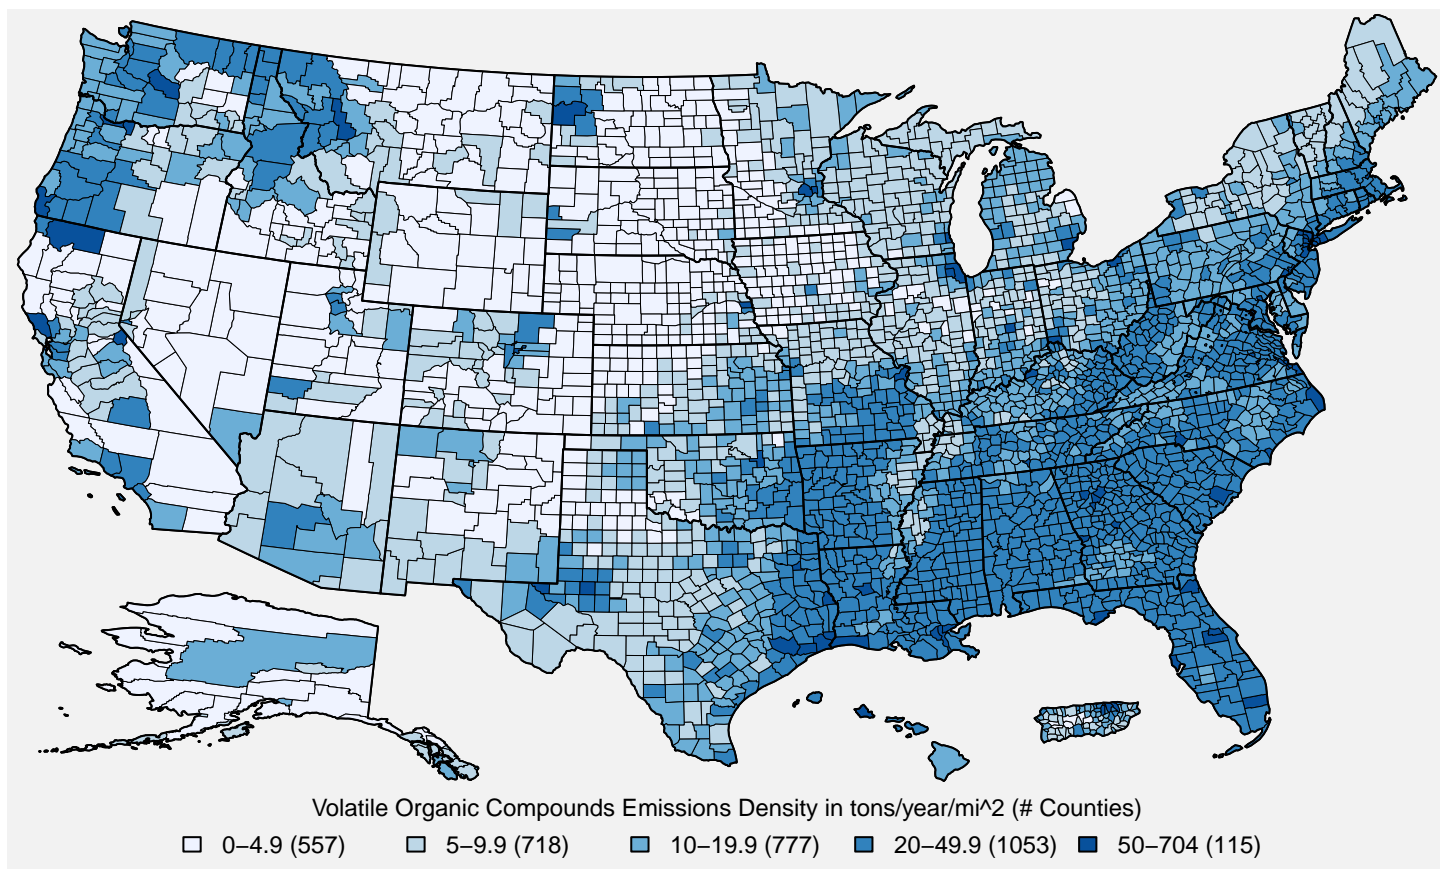 Volatile Organic Compounds Emissions Density in tons/year/mi^2 (# Counties)
0−4.9 (557) 5−9.9 (718) 10−19.9 (777) 20−49.9 (1053) 50−704 (115)